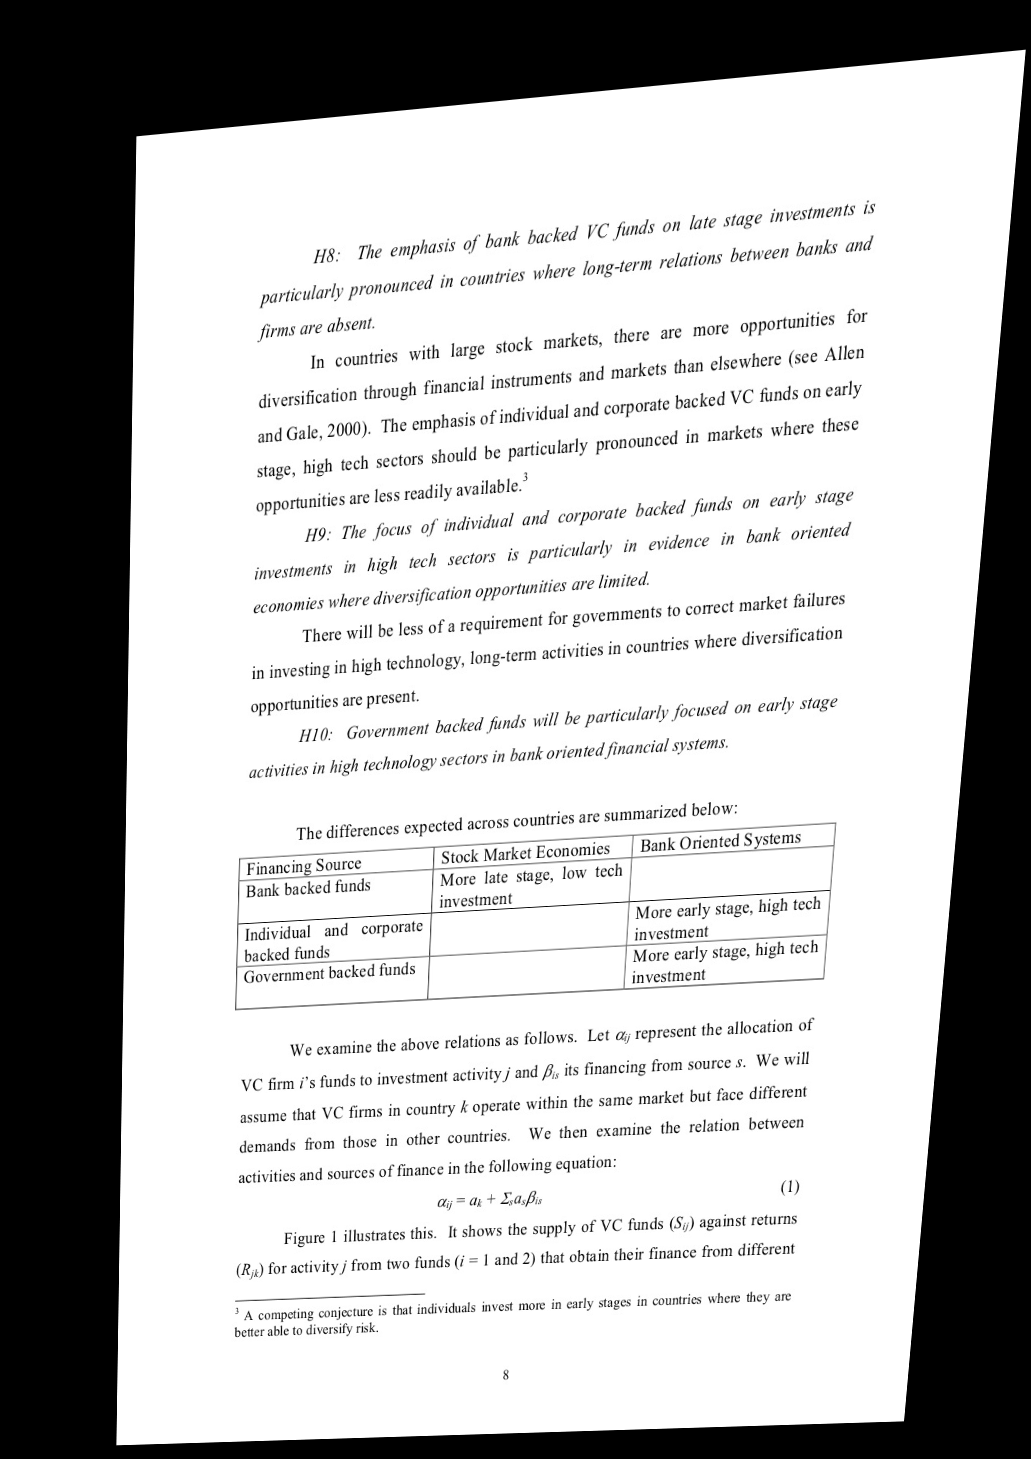 H8: The emphasis of bank backed VC funds on late stage investments is
particularly pronounced in countries where long-term relations between banks and
firms are absent.
In countries with large stock markets, there are more opportunities for
diversification through financial instruments and markets than elsewhere (see Allen
and Gale, 2000). The emphasis of individual and corporate backed VC funds on early
stage, high tech sectors should be particularly pronounced in markets where these
opportunities are less readily available.3
H9: The focus of individual and corporate backed funds on early stage
investments in high tech sectors is particularly in evidence in bank oriented
economies where diversification opportunities are limited.
There will be less of a requirement for governments to correct market failures
in investing in high technology, long-term activities in countries where diversification
opportunities are present.
H10: Government backed funds will be particularly focused on early stage
activities in high technology sectors in bank oriented financial systems.
The differences expected across countries are summarized below:
Financing Source Stock Market Economies Bank Oriented Systems
Bank backed funds More late stage, low tech
investment
Individual and corporate More early stage, high tech
backed funds investment
Government backed funds More early stage, high tech
investment
We examine the above relations as follows. Let αij represent the allocation of
VC firm i's funds to investment activity j and βis its financing from source s. We will
assume that VC firms in country k operate within the same market but face different
demands from those in other countries. We then examine the relation between
activities and sources of finance in the following equation:
αij = ak + Σsasβis (1)
Figure 1 illustrates this. It shows the supply of VC funds (Sij) against returns
(Rjk) for activity j from two funds (i = 1 and 2) that obtain their finance from different
3 A competing conjecture is that individuals invest more in early stages in countries where they are
better able to diversify risk.
8